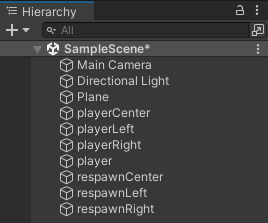 Hierarchy
All
SampleScene*
Main Camera
Directional Light
Plane
playerCenter
playerLeft
playerRight
player
respawnCenter
respawnLeft
respawnRight